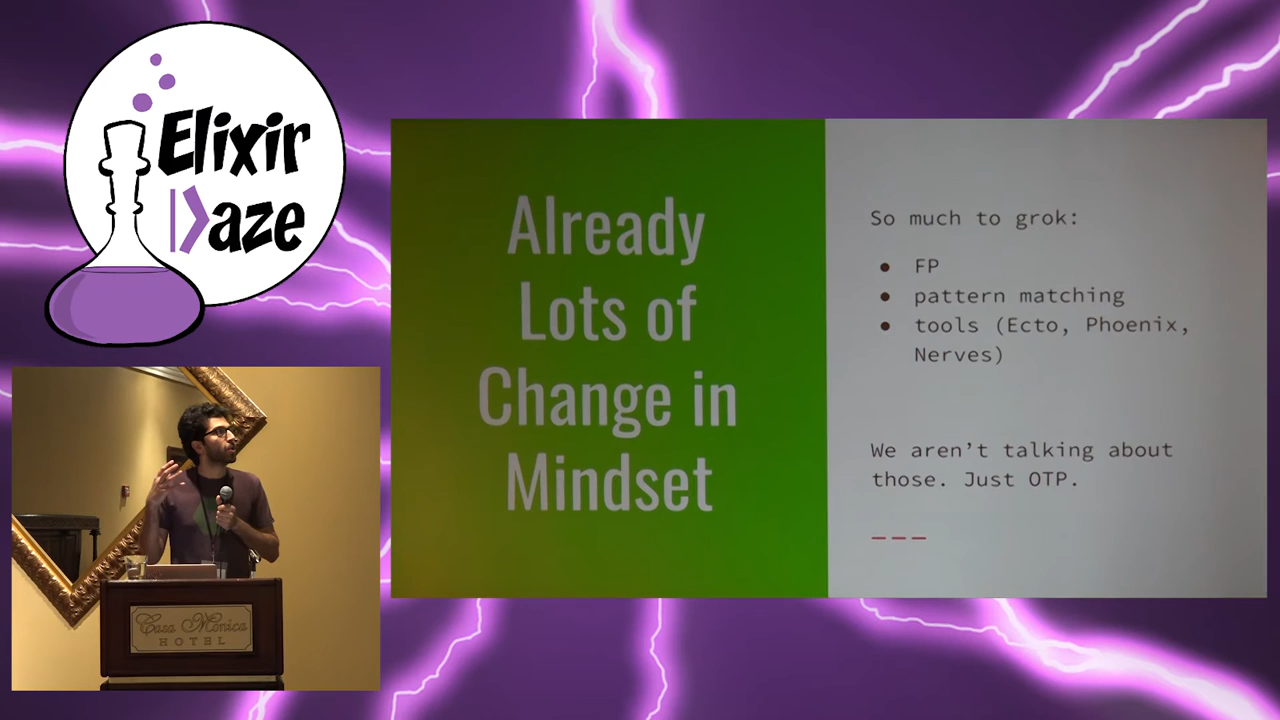 Elixir
Daze
Already
Lots of
Change in
Mindset
So much to grok:
● FP
● pattern matching
● tools (Ecto, Phoenix,
Nerves)
We aren’t talking about
those. Just OTP.
Casa Monica
HOTEL